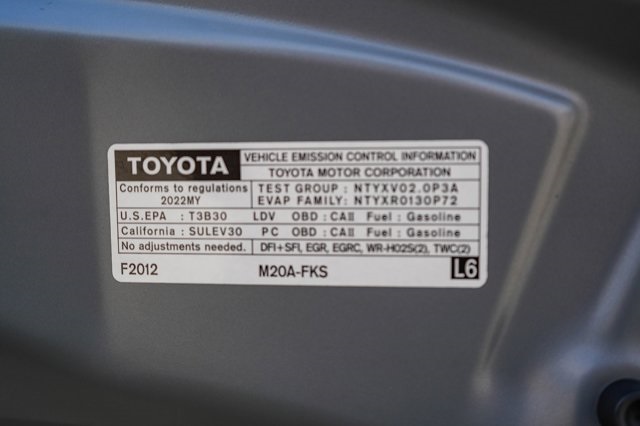 TOYOTA
VEHICLE EMISSION CONTROL INFORMATION
TOYOTA MOTOR CORPORATION
Conforms to regulations
2022MY
TEST GROUP : NTYXV02.0P3A
EVAP FAMILY: NTYXR0130P72
U.S.EPA : T3B30 LDV OBD : CAII Fuel : Gasoline
California : SULEV30 PC OBD : CAII Fuel : Gasoline
No adjustments needed. DFI+SFI, EGR, EGRC, WR-HO2S(2), TWC(2)
F2012 M20A-FKS L6